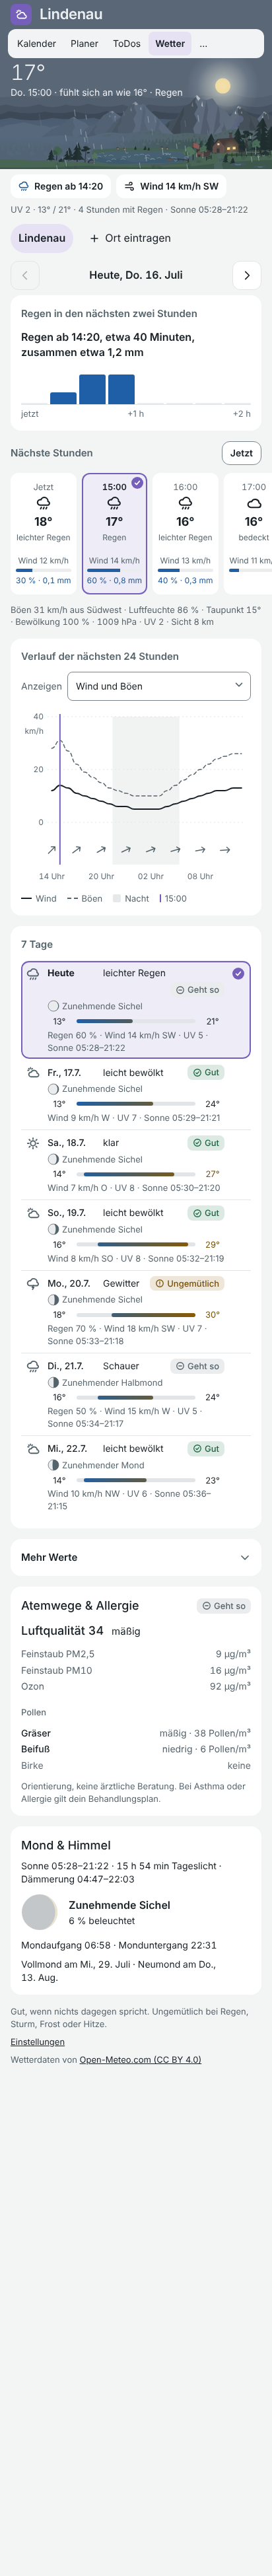 Lindenau
Kalender Planer ToDos Wetter ...
17°
Do. 15:00 · fühlt sich an wie 16° · Regen
Regen ab 14:20 Wind 14 km/h SW
UV 2 · 13° / 21° · 4 Stunden mit Regen · Sonne 05:28–21:22
Lindenau + Ort eintragen
Heute, Do. 16. Juli
Regen in den nächsten zwei Stunden
Regen ab 14:20, etwa 40 Minuten,
zusammen etwa 1,2 mm
jetzt +1 h +2 h
Nächste Stunden Jetzt
Jetzt 15:00 16:00 17:00
18° 17° 16° 16°
leichter Regen Regen leichter Regen bedeckt
Wind 12 km/h Wind 14 km/h Wind 13 km/h Wind 11 km/
30 % · 0,1 mm 60 % · 0,8 mm 40 % · 0,3 mm
Böen 31 km/h aus Südwest · Luftfeuchte 86 % · Taupunkt 15°
· Bewölkung 100 % · 1009 hPa · UV 2 · Sicht 8 km
Verlauf der nächsten 24 Stunden
Anzeigen Wind und Böen
40
km/h
20
0
14 Uhr 20 Uhr 02 Uhr 08 Uhr
Wind Böen Nacht 15:00
7 Tage
Heute leichter Regen
Geht so
Zunehmende Sichel
13° 21°
Regen 60 % · Wind 14 km/h SW · UV 5 ·
Sonne 05:28–21:22
Fr., 17.7. leicht bewölkt Gut
Zunehmende Sichel
13° 24°
Wind 9 km/h W · UV 7 · Sonne 05:29–21:21
Sa., 18.7. klar Gut
Zunehmende Sichel
14° 27°
Wind 7 km/h O · UV 8 · Sonne 05:30–21:20
So., 19.7. leicht bewölkt Gut
Zunehmende Sichel
16° 29°
Wind 8 km/h SO · UV 8 · Sonne 05:32–21:19
Mo., 20.7. Gewitter Ungemütlich
Zunehmende Sichel
18° 30°
Regen 70 % · Wind 18 km/h SW · UV 7 ·
Sonne 05:33–21:18
Di., 21.7. Schauer Geht so
Zunehmender Halbmond
16° 24°
Regen 50 % · Wind 15 km/h W · UV 5 ·
Sonne 05:34–21:17
Mi., 22.7. leicht bewölkt Gut
Zunehmender Mond
14° 23°
Wind 10 km/h NW · UV 6 · Sonne 05:36–
21:15
Mehr Werte
Atemwege & Allergie Geht so
Luftqualität 34 mäßig
Feinstaub PM2,5 9 µg/m³
Feinstaub PM10 16 µg/m³
Ozon 92 µg/m³
Pollen
Gräser mäßig · 38 Pollen/m³
Beifuß niedrig · 6 Pollen/m³
Birke keine
Orientierung, keine ärztliche Beratung. Bei Asthma oder
Allergie gilt dein Behandlungsplan.
Mond & Himmel
Sonne 05:28–21:22 · 15 h 54 min Tageslicht ·
Dämmerung 04:47–22:03
Zunehmende Sichel
6 % beleuchtet
Mondaufgang 06:58 · Monduntergang 22:31
Vollmond am Mi., 29. Juli · Neumond am Do.,
13. Aug.
Gut, wenn nichts dagegen spricht. Ungemütlich bei Regen,
Sturm, Frost oder Hitze.
Einstellungen
Wetterdaten von Open-Meteo.com (CC BY 4.0)